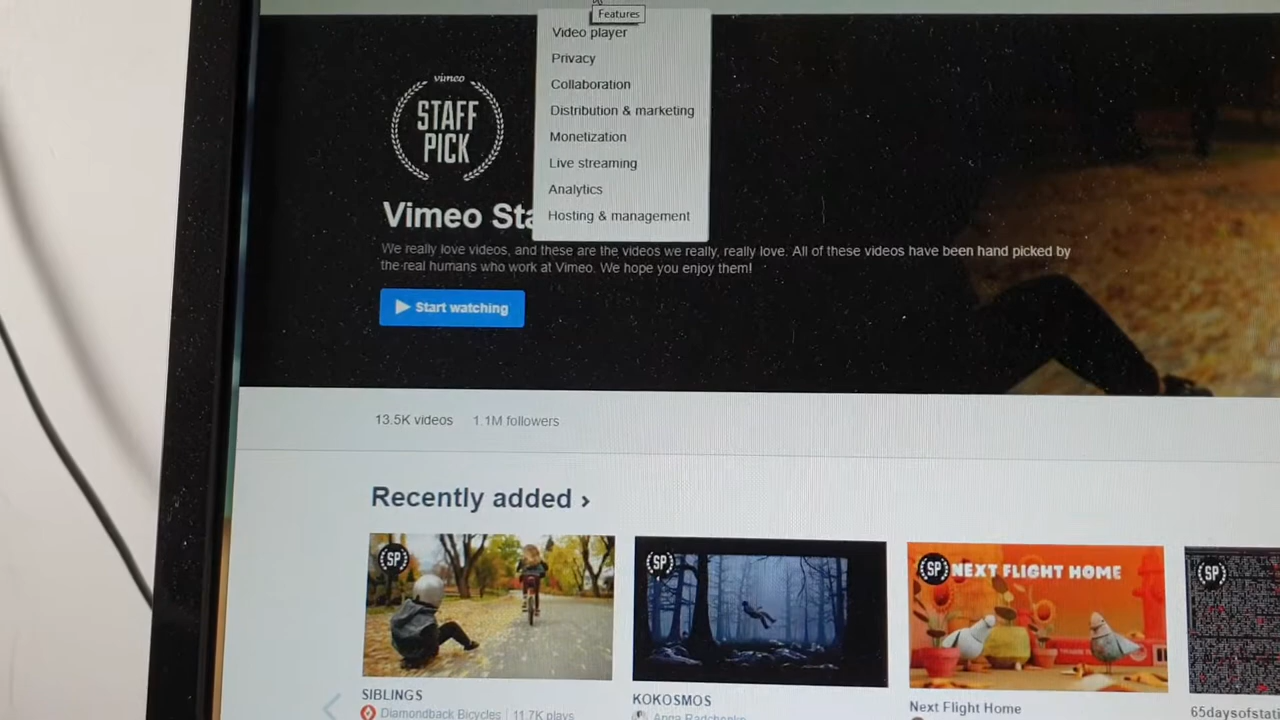 Features
Video player
Privacy
Collaboration
Distribution & marketing
Monetization
Live streaming
Analytics
Hosting & management
vimeo
STAFF
PICK
Vimeo Sta
We really love videos, and these are the videos we really, really love. All of these videos have been hand picked by
the real humans who work at Vimeo. We hope you enjoy them!
Start watching
13.5K videos 1.1M followers
Recently added ›
SP
SP
SP NEXT FLIGHT HOME
SP
SIBLINGS
KOKOSMOS
Next Flight Home
65daysofstati
Diamondback Bicycles | 11.7K plays
Anna Radchenko